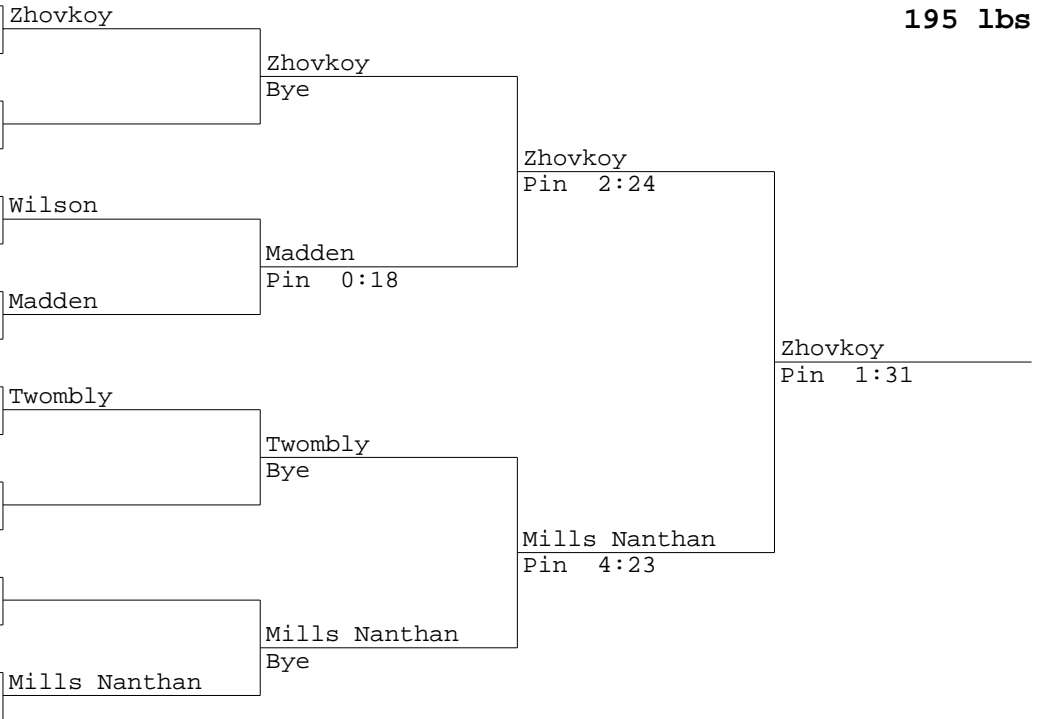 Zhovkoy
195 lbs
Zhovkoy
Bye
Zhovkoy
Pin 2:24
Wilson
Madden
Pin 0:18
Madden
Zhovkoy
Pin 1:31
Twombly
Twombly
Bye
Mills Nanthan
Pin 4:23
Mills Nanthan
Bye
Mills Nanthan